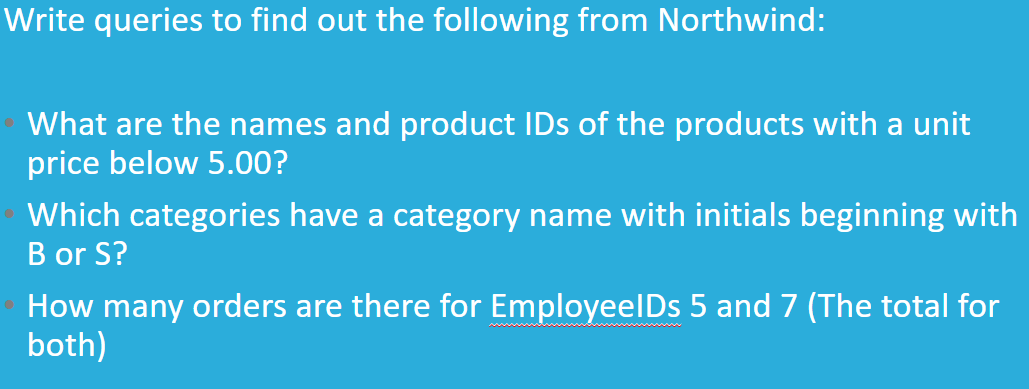 Write queries to find out the following from Northwind:
• What are the names and product IDs of the products with a unit
price below 5.00?
• Which categories have a category name with initials beginning with
B or S?
• How many orders are there for EmployeeIDs 5 and 7 (The total for
both)